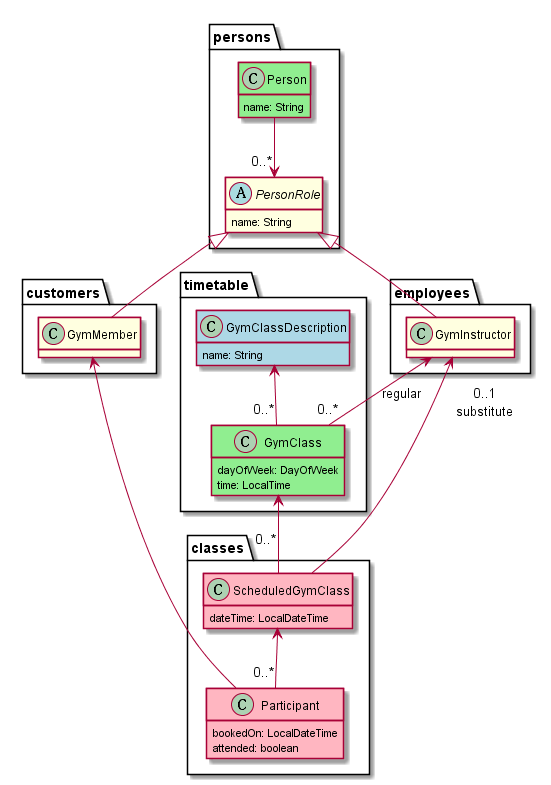 persons
C Person
name: String
0..*
A PersonRole
name: String
customers
C GymMember
timetable
C GymClassDescription
name: String
employees
C GymInstructor
regular
0..1
substitute
0..*
0..*
C GymClass
dayOfWeek: DayOfWeek
time: LocalTime
0..*
classes
C ScheduledGymClass
dateTime: LocalDateTime
0..*
C Participant
bookedOn: LocalDateTime
attended: boolean